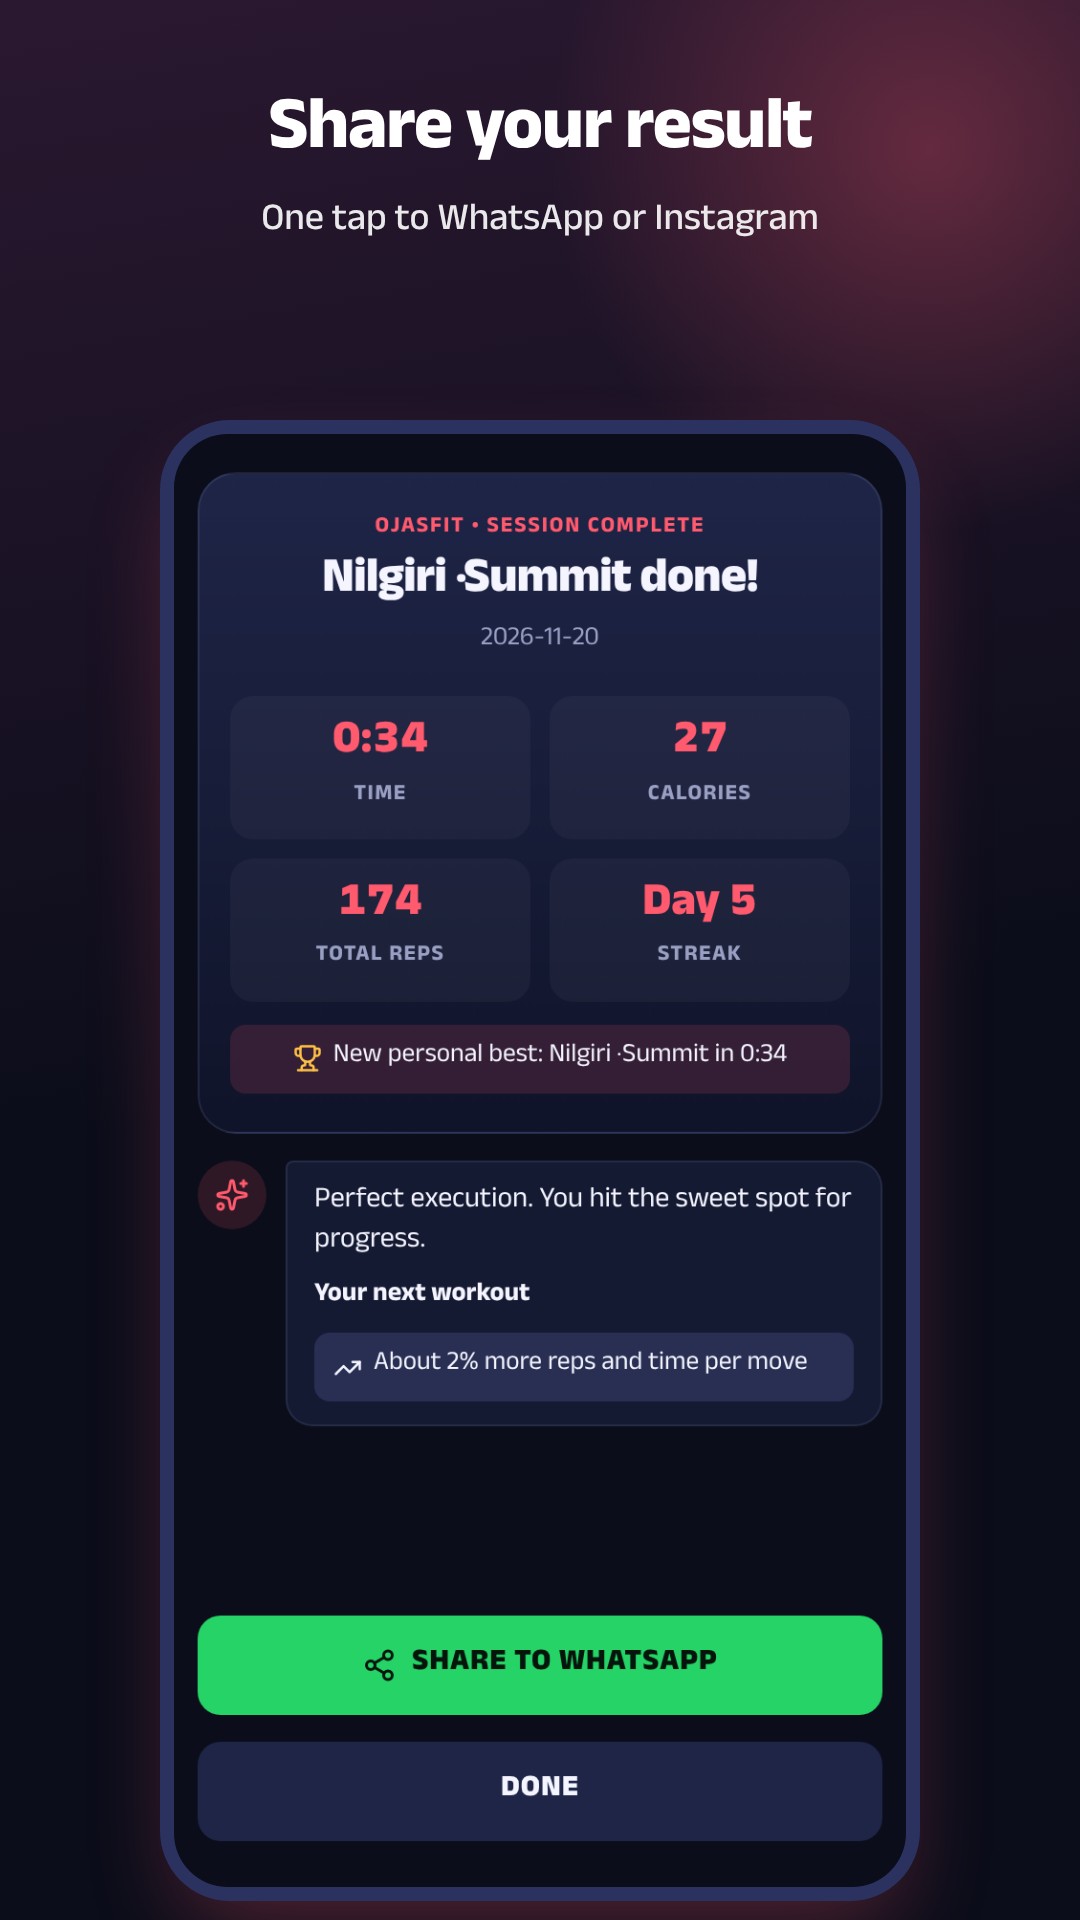 Share your result
One tap to WhatsApp or Instagram
OJASFIT • SESSION COMPLETE
Nilgiri ·Summit done!
2026-11-20
0:34
TIME
27
CALORIES
174
TOTAL REPS
Day 5
STREAK
New personal best: Nilgiri ·Summit in 0:34
Perfect execution. You hit the sweet spot for
progress.
Your next workout
About 2% more reps and time per move
SHARE TO WHATSAPP
DONE